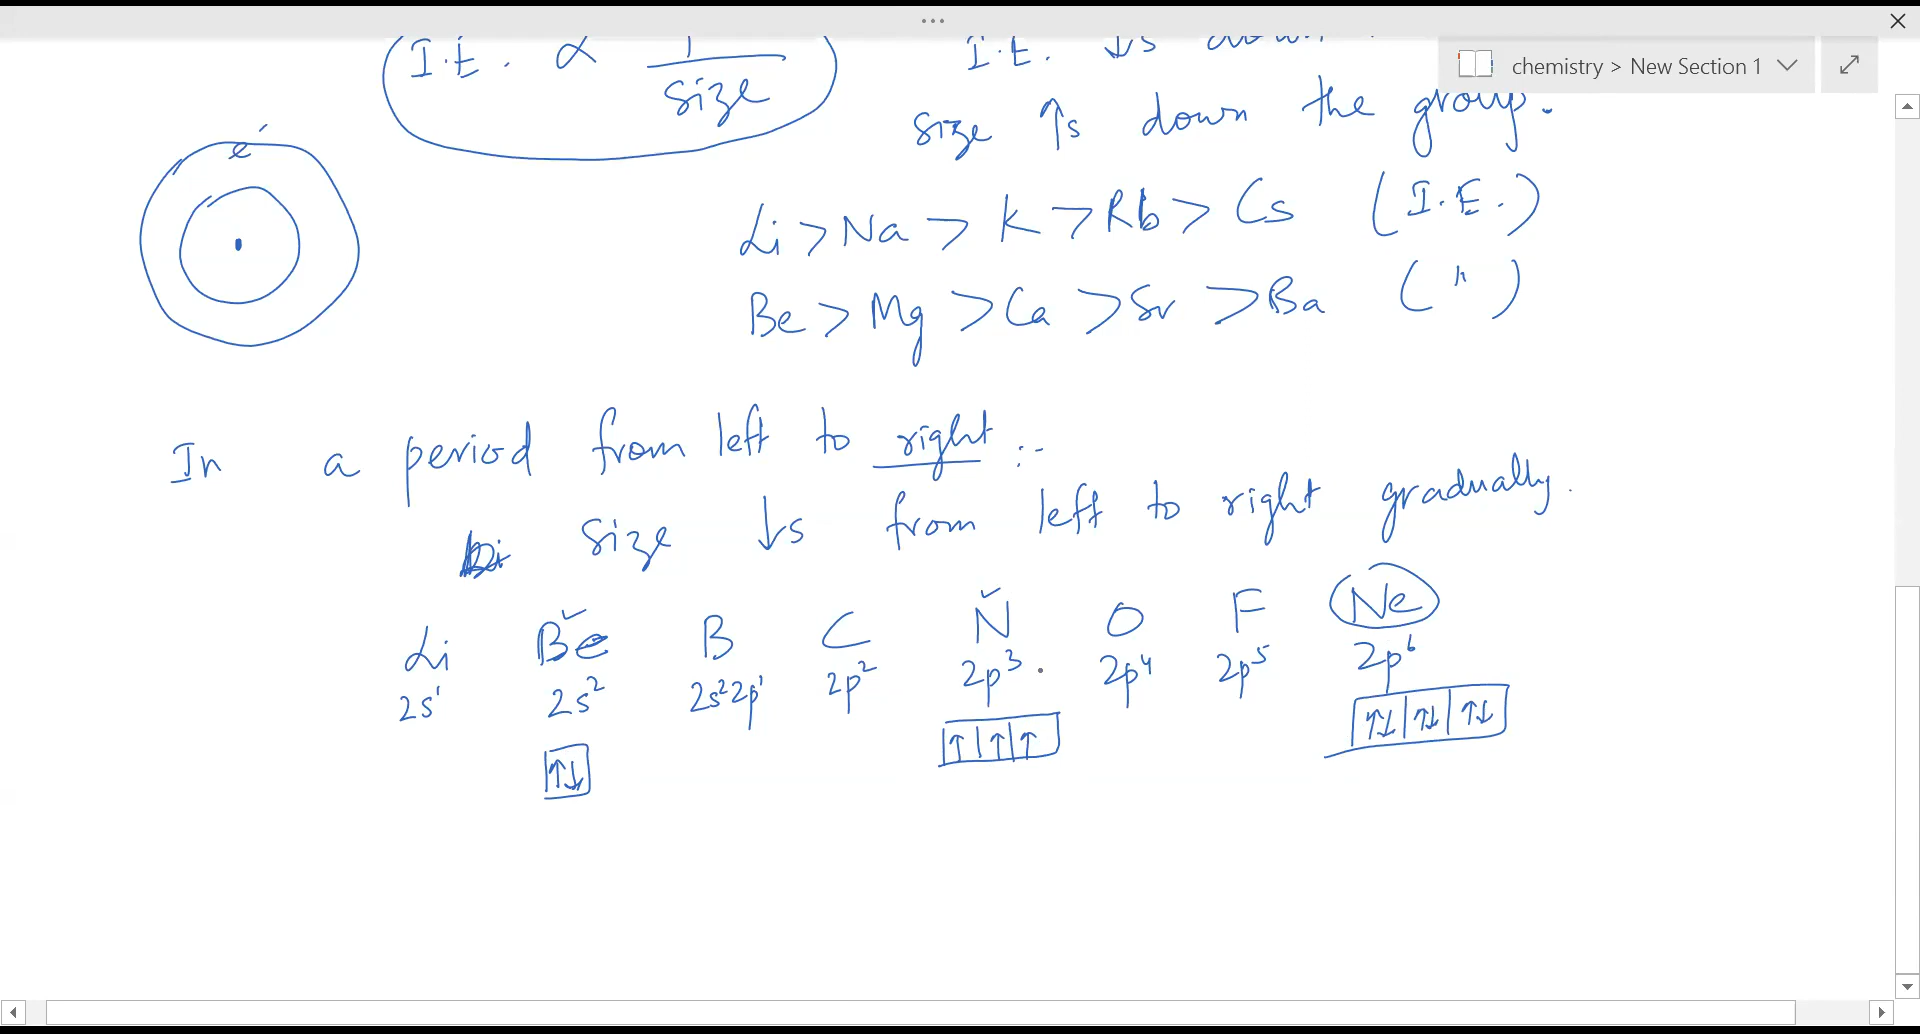 I.E. ∝ 1/size
I.E. ↓s down
chemistry > New Section 1
size ↑s down the group.
e⁻
Li > Na > K > Rb > Cs (I.E.)
Be > Mg > Ca > Sr > Ba ( " )
In a period from left to right :-
size ↓s from left to right gradually.
Li Be B C N O F Ne
2s¹ 2s² 2s²2p¹ 2p² 2p³ 2p⁴ 2p⁵ 2p⁶
↑↓ ↑ ↑ ↑ ↑↓ ↑↓ ↑↓